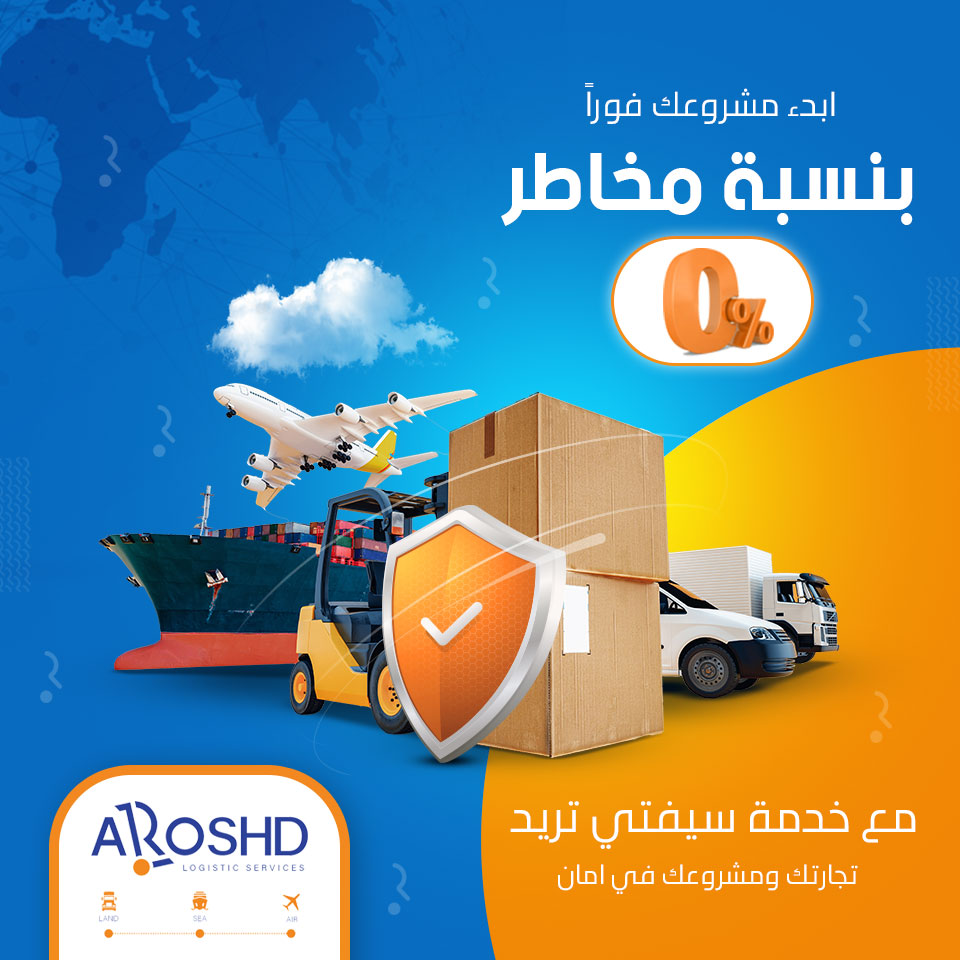 ابدء مشروعك فوراً
بنسبة مخاطر
0%
مع خدمة سيفتي تريد
تجارتك ومشروعك في امان
AROSHD
LOGISTIC SERVICES
LAND SEA AIR